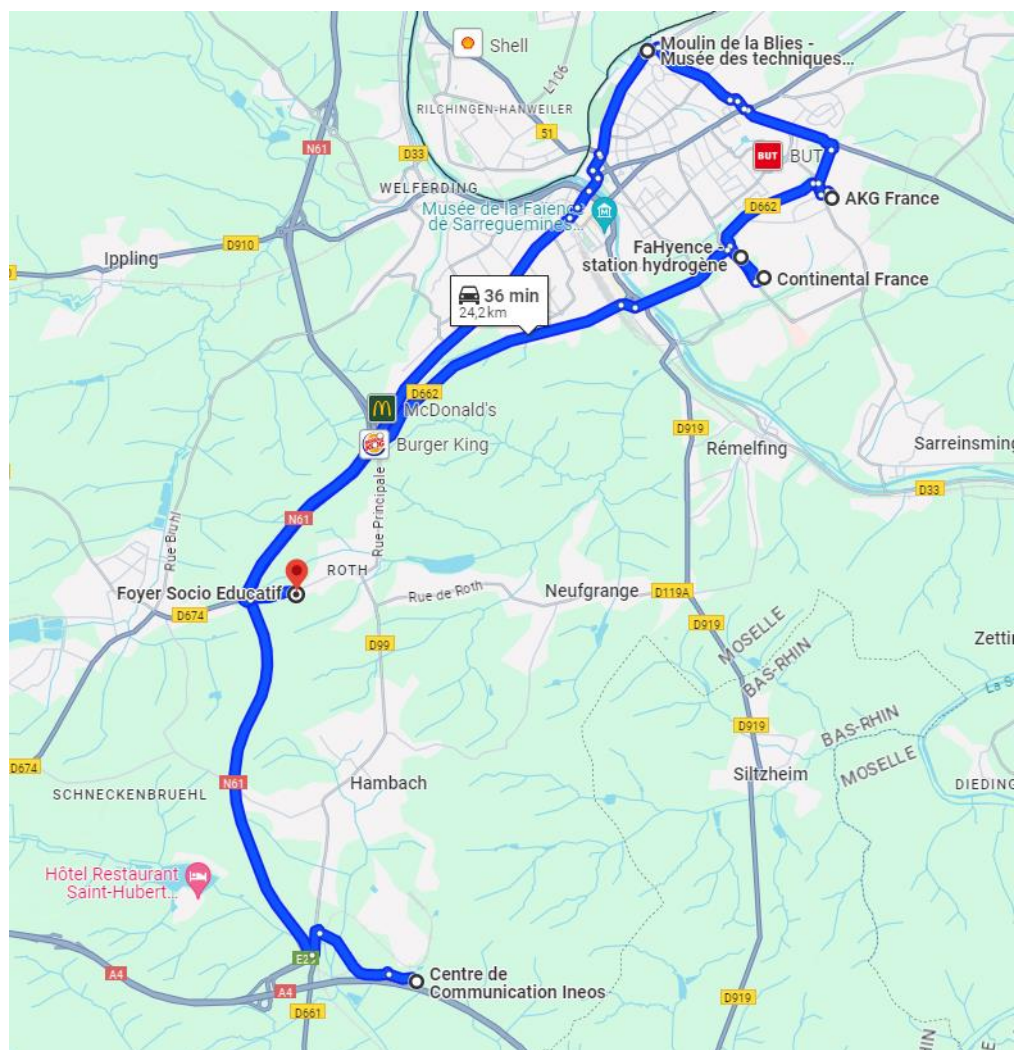 Shell
L106
Moulin de la Blies -
Musée des techniques...
RILCHINGEN-HANWEILER
51
N61
D33
BUT
BUT
WELFERDING
AKG France
Musée de la Faïence
de Sarreguemines...
D662
D910
Ippling
FaHyence -
station hydrogène
Continental France
36 min
24,2 km
D662
McDonald's
Burger King
D919
Rémelfing
Sarreinsming
D33
Rue Principale
N61
Rue Bruhl
ROTH
Foyer Socio Educatif
Rue de Roth
Neufgrange
D119A
D674
D919
MOSELLE
BAS-RHIN
Zettin
D99
La S
D919
BAS-RHIN
MOSELLE
D674
N61
Hambach
Siltzheim
SCHNECKENBRUEHL
DIEDING
Hôtel Restaurant
Saint-Hubert...
E2
A4
A4
Centre de
Communication Ineos
D661
D919